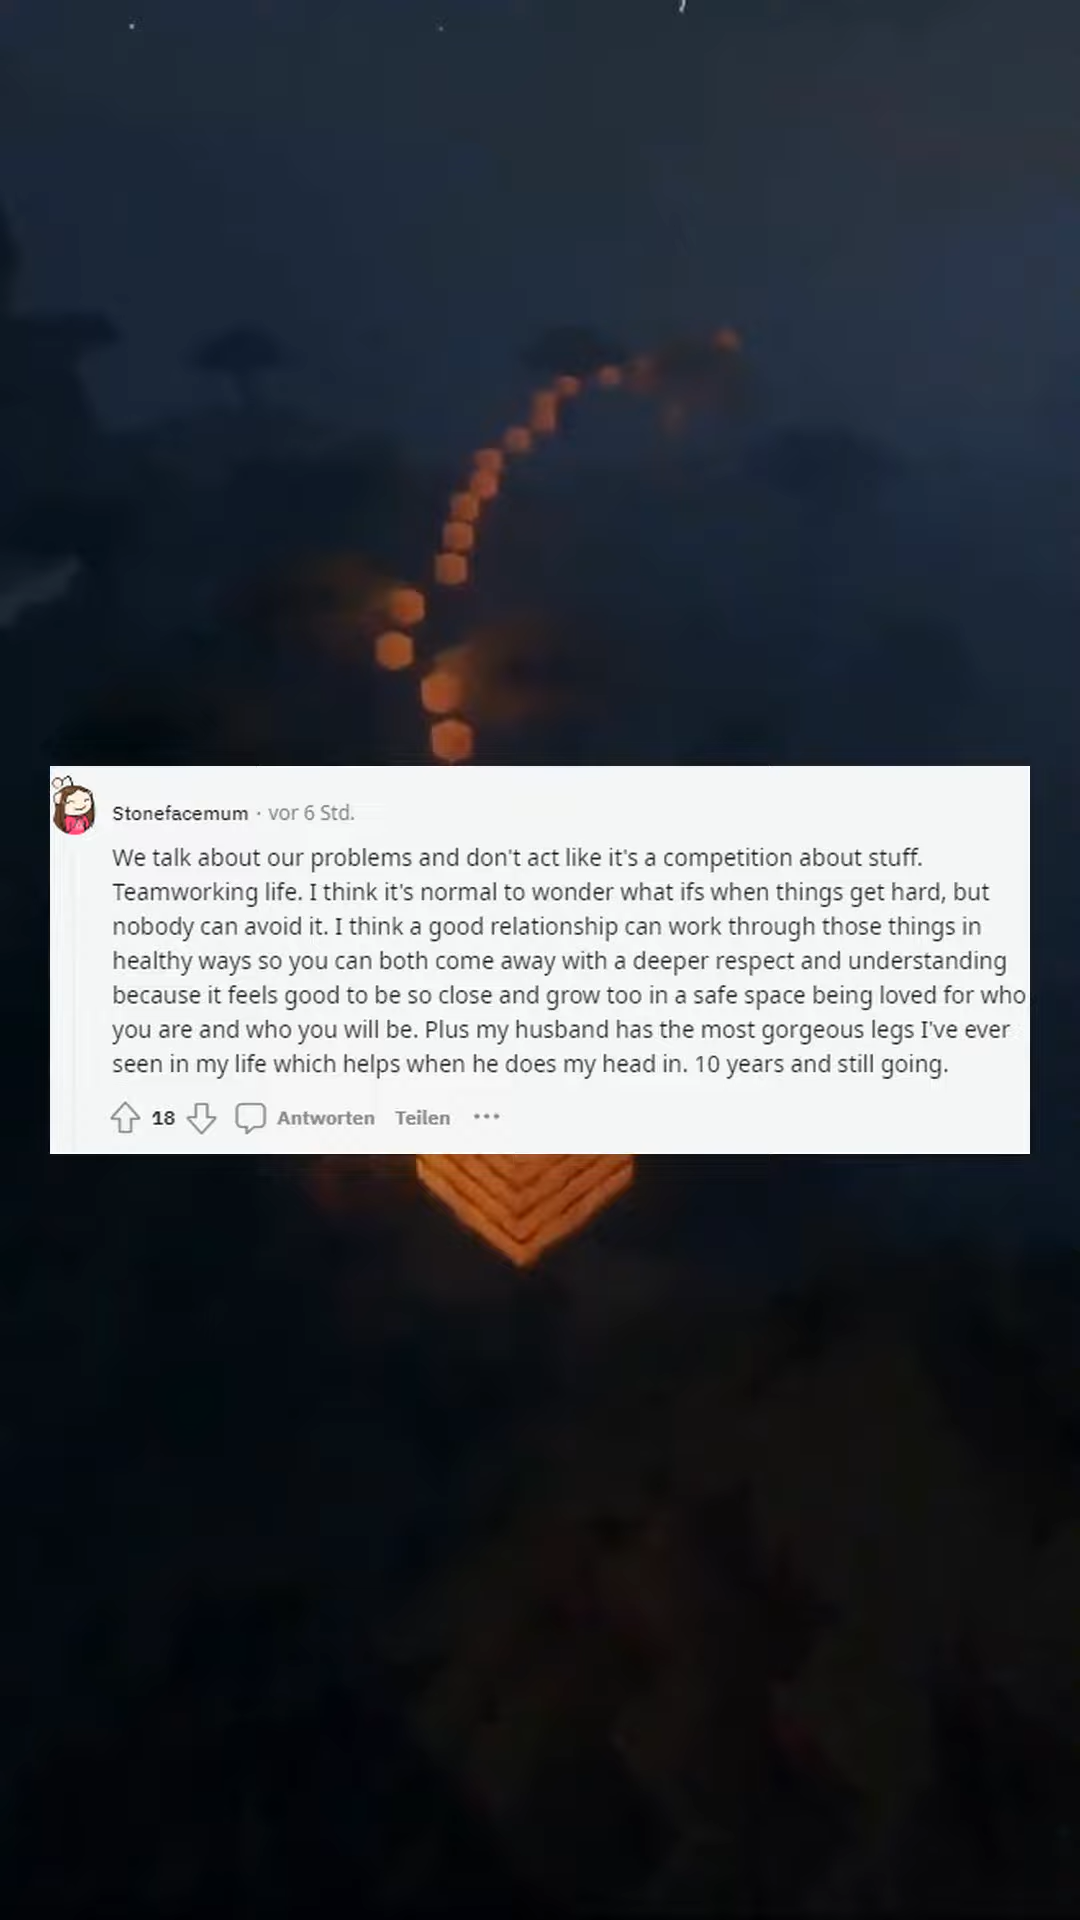 Stonefacemum · vor 6 Std.
We talk about our problems and don't act like it's a competition about stuff.
Teamworking life. I think it's normal to wonder what ifs when things get hard, but
nobody can avoid it. I think a good relationship can work through those things in
healthy ways so you can both come away with a deeper respect and understanding
because it feels good to be so close and grow too in a safe space being loved for who
you are and who you will be. Plus my husband has the most gorgeous legs I've ever
seen in my life which helps when he does my head in. 10 years and still going.
18 Antworten Teilen ···